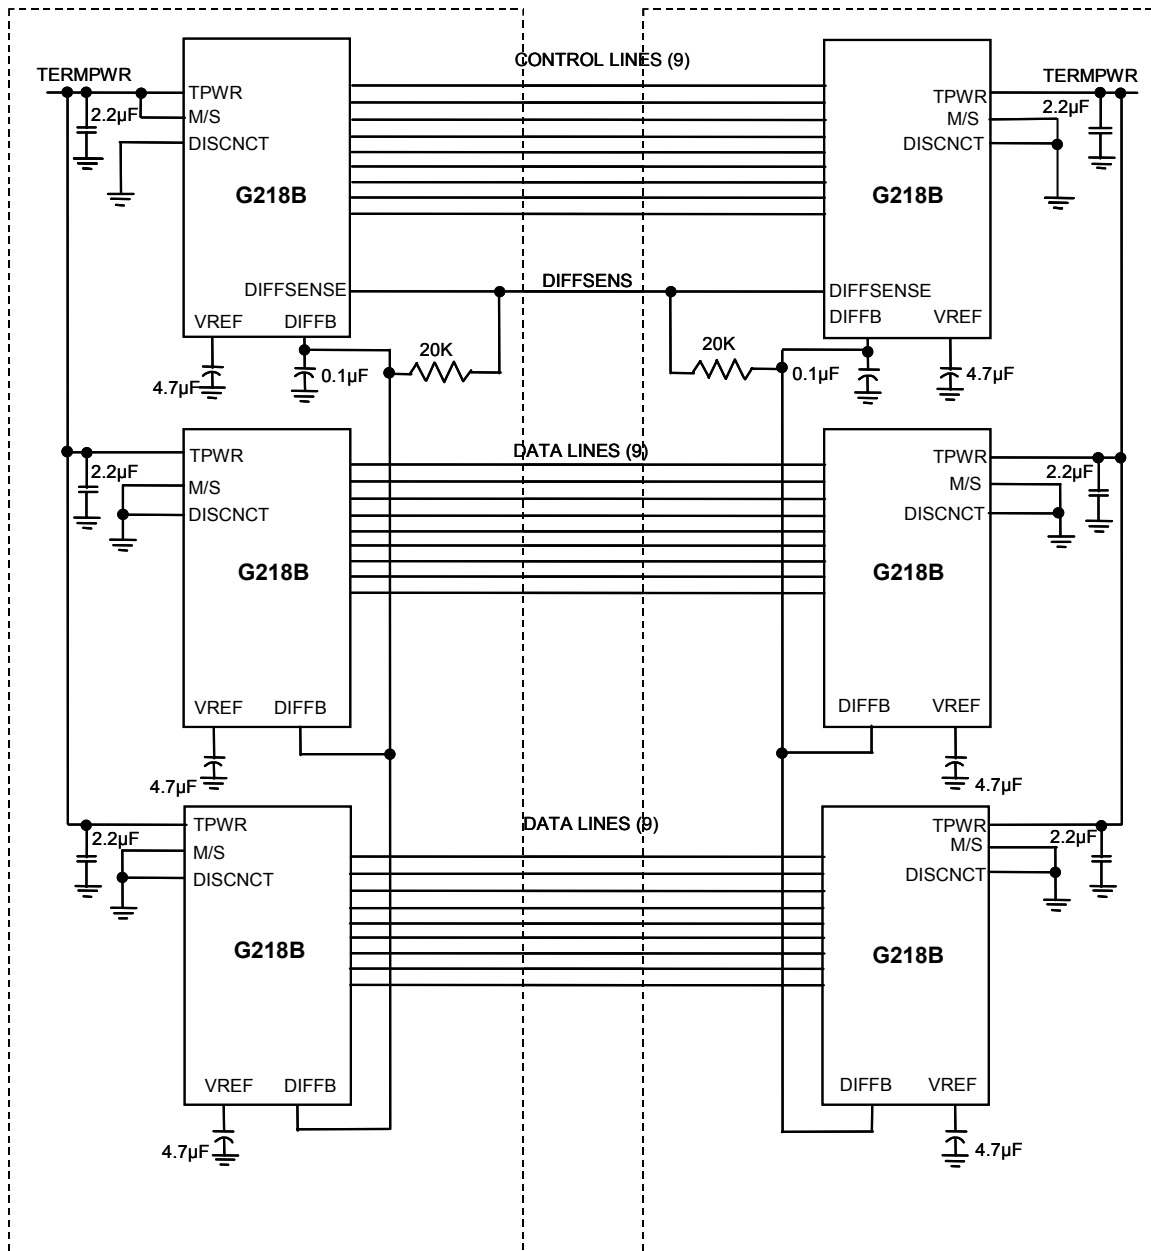 CONTROL LINES (9)
TERMPWR
TPWR
2.2µF
M/S
DISCNCT
G218B
DIFFSENSE
VREF
DIFFB
4.7µF
0.1µF
20K
DIFFSENS
TERMPWR
TPWR
2.2µF
M/S
DISCNCT
G218B
DIFFSENSE
DIFFB
VREF
20K
0.1µF
4.7µF
DATA LINES (9)
TPWR
2.2µF
M/S
DISCNCT
G218B
VREF
DIFFB
4.7µF
TPWR
2.2µF
M/S
DISCNCT
G218B
DIFFB
VREF
4.7µF
DATA LINES (9)
TPWR
2.2µF
M/S
DISCNCT
G218B
VREF
DIFFB
4.7µF
TPWR
2.2µF
M/S
DISCNCT
G218B
DIFFB
VREF
4.7µF